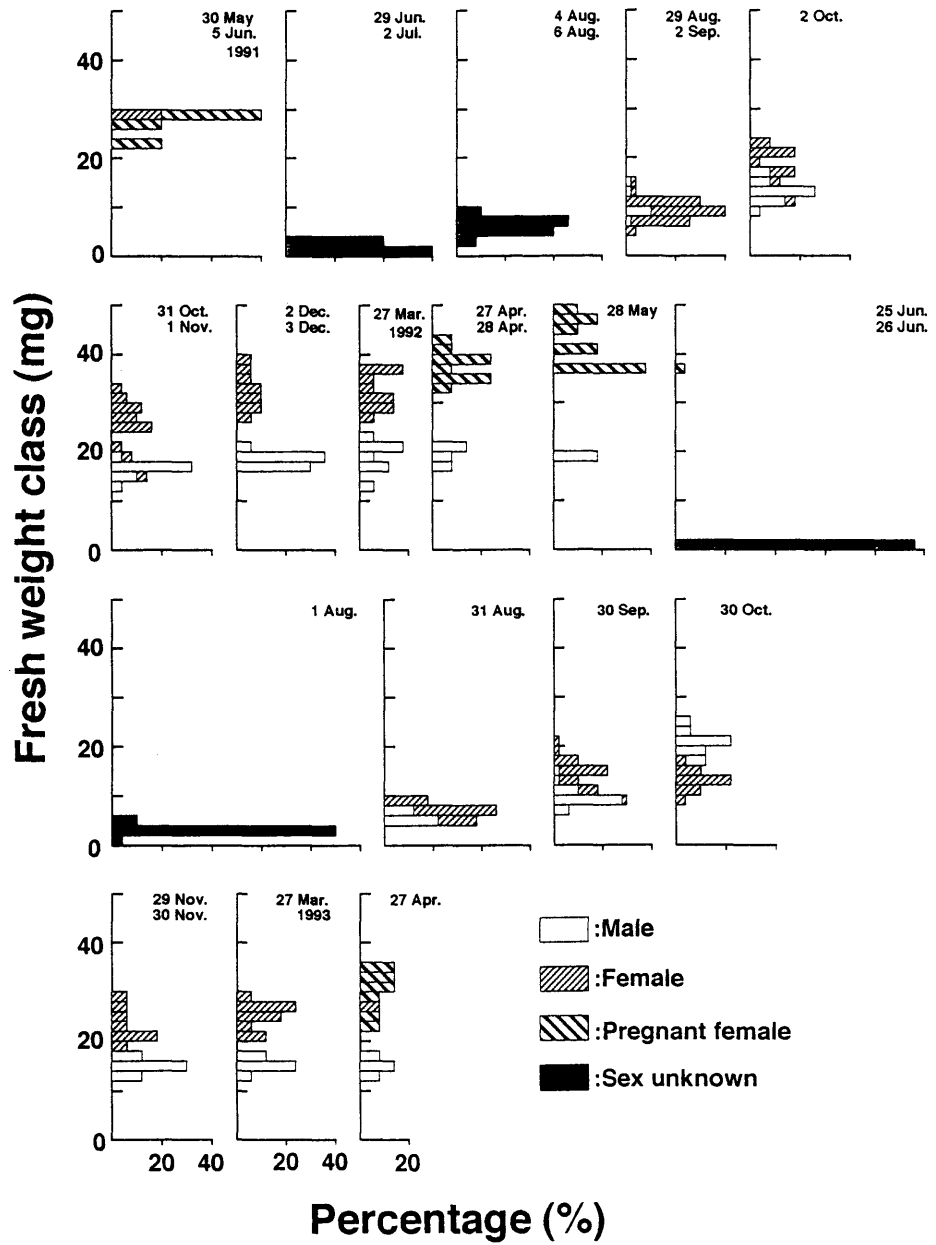 30 May
5 Jun.
1991
29 Jun.
2 Jul.
4 Aug.
6 Aug.
29 Aug.
2 Sep.
2 Oct.
40
20
0
31 Oct.
1 Nov.
2 Dec.
3 Dec.
27 Mar.
1992
27 Apr.
28 Apr.
28 May
25 Jun.
26 Jun.
40
20
0
1 Aug.
31 Aug.
30 Sep.
30 Oct.
40
20
0
29 Nov.
30 Nov.
27 Mar.
1993
27 Apr.
40
20
0
20 40
20 40
20
:Male
:Female
:Pregnant female
:Sex unknown
Fresh weight class (mg)
Percentage (%)